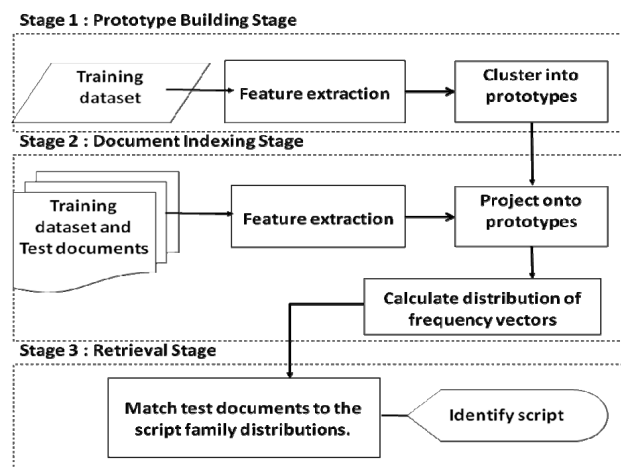 Stage 1 : Prototype Building Stage
Training
dataset
Feature extraction
Cluster into
prototypes
Stage 2 : Document Indexing Stage
Training
dataset and
Test documents
Feature extraction
Project onto
prototypes
Calculate distribution of
frequency vectors
Stage 3 : Retrieval Stage
Match test documents to the
script family distributions.
Identify script